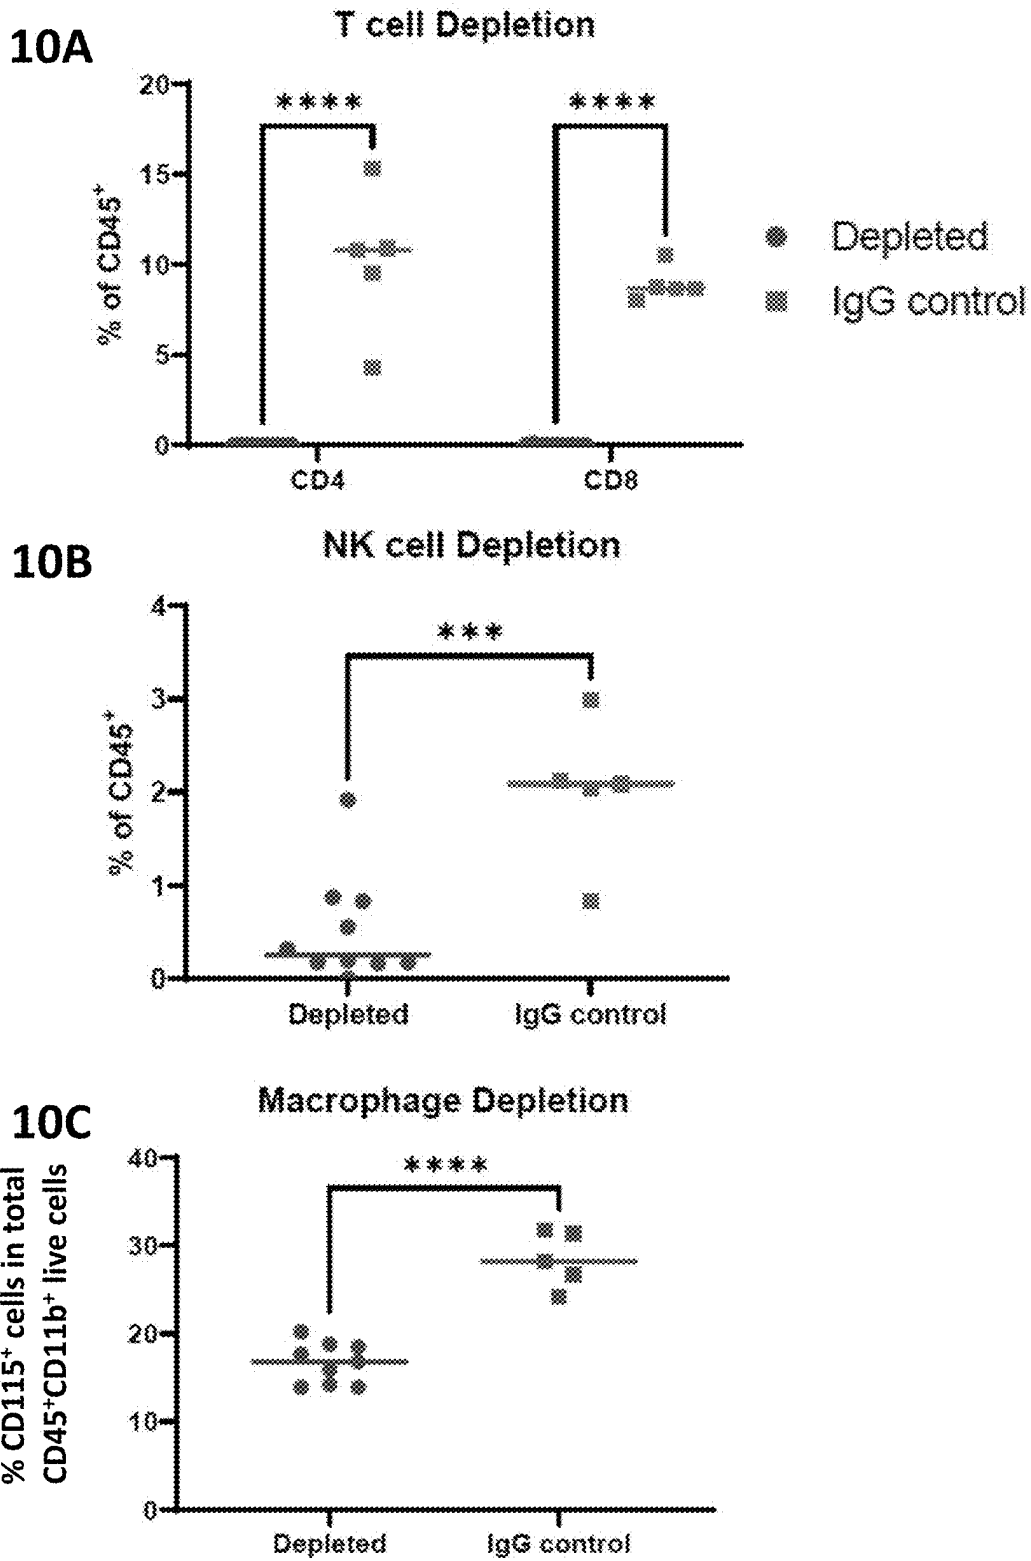 10A
T cell Depletion
% of CD45⁺
20
15
10
5
0
****
****
CD4
CD8
Depleted
IgG control
10B
NK cell Depletion
% of CD45⁺
4
3
2
1
0
***
Depleted
IgG control
10C
Macrophage Depletion
% CD115⁺ cells in total
CD45⁺CD11b⁺ live cells
40
30
20
10
0
****
Depleted
IgG control